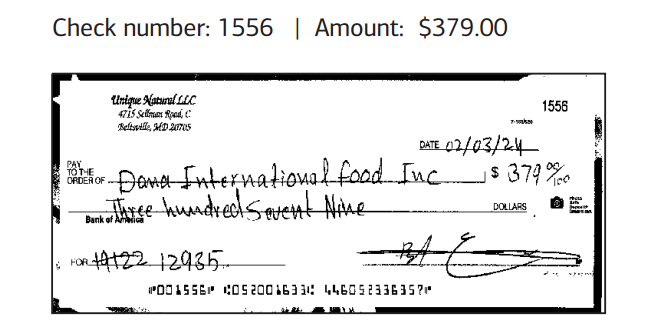 Check number: 1556 | Amount: $379.00
Unique Natural LLC
4715 Sellman Road, C
Beltsville, MD 20705
1556
DATE 02/03/24
PAY TO THE ORDER OF Dana International food Inc $ 379 00/100
Three hundred Sevent Nine DOLLARS
Bank of America
FOR 19122 12935
⑈001556⑈ ⑆052001633⑆ 446052336357⑈